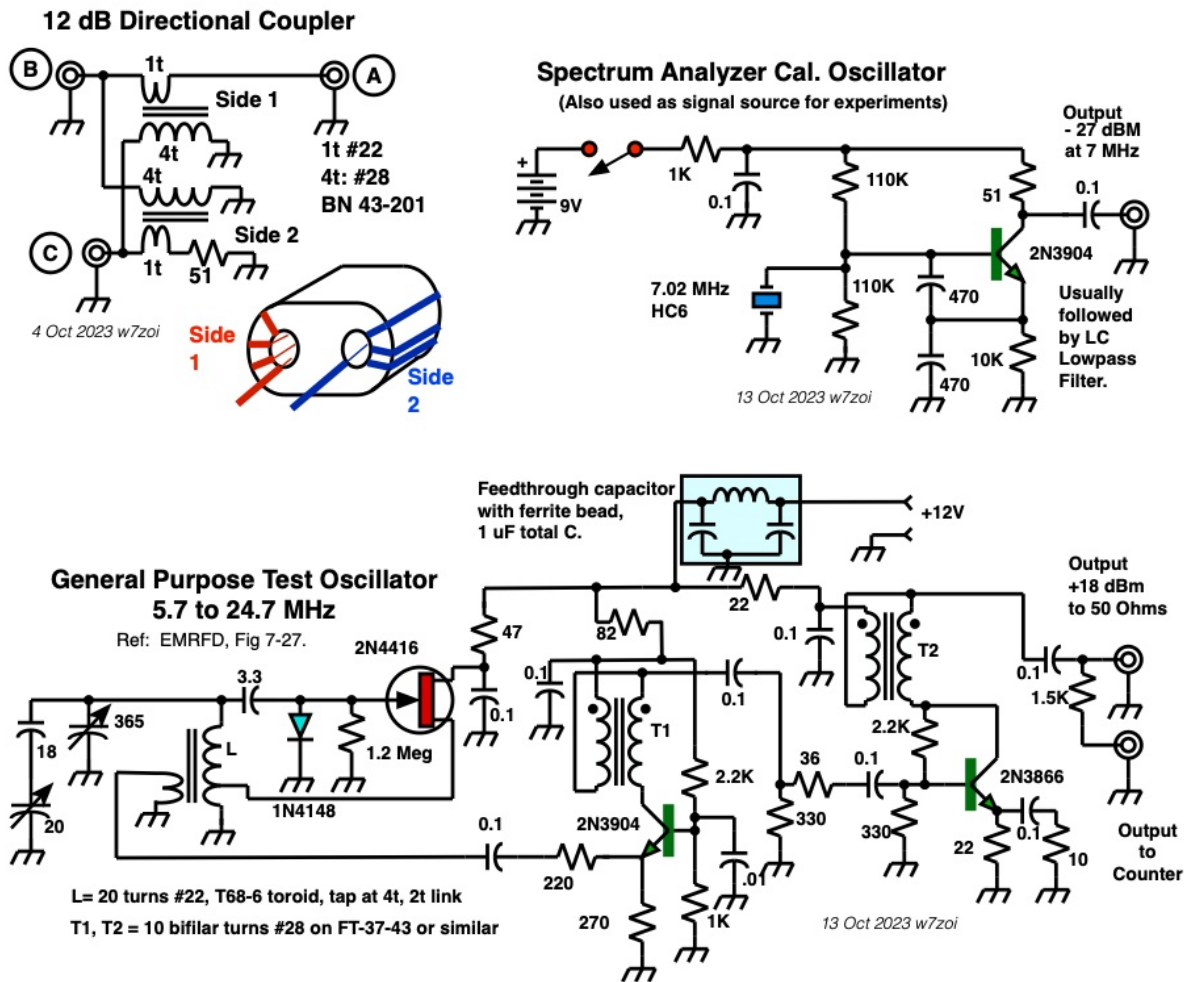 12 dB Directional Coupler
B
1t
A
Side 1
4t
4t
1t #22
4t: #28
BN 43-201
C
Side 2
1t
51
4 Oct 2023 w7zoi
Side
1
Side
2
Spectrum Analyzer Cal. Oscillator
(Also used as signal source for experiments)
Output
- 27 dBM
at 7 MHz
+
9V
1K
0.1
110K
51
0.1
2N3904
7.02 MHz
HC6
110K
470
470
10K
Usually
followed
by LC
Lowpass
Filter.
13 Oct 2023 w7zoi
Feedthrough capacitor
with ferrite bead,
1 uF total C.
+12V
General Purpose Test Oscillator
5.7 to 24.7 MHz
Ref: EMRFD, Fig 7-27.
2N4416
47
82
22
0.1
T2
Output
+18 dBm
to 50 Ohms
0.1
1.5K
3.3
365
18
20
L
1.2 Meg
1N4148
0.1
0.1
T1
0.1
2.2K
2.2K
36
0.1
2N3866
330
330
22
0.1
10
Output
to
Counter
0.1
220
2N3904
.01
270
1K
L= 20 turns #22, T68-6 toroid, tap at 4t, 2t link
T1, T2 = 10 bifilar turns #28 on FT-37-43 or similar
13 Oct 2023 w7zoi